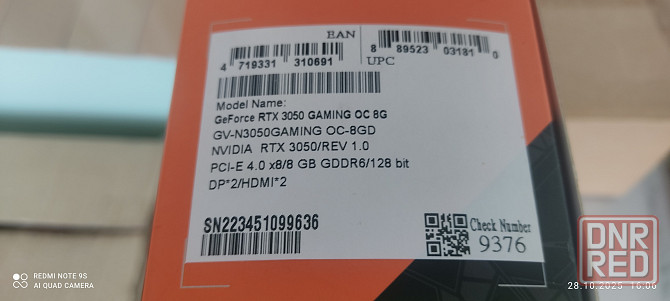 EAN
4 719331 310691
8 89523 03181 0
UPC
Model Name:
GeForce RTX 3050 GAMING OC 8G
GV-N3050GAMING OC-8GD
NVIDIA RTX 3050/REV 1.0
PCI-E 4.0 x8/8 GB GDDR6/128 bit
DP*2/HDMI*2
SN223451099636
Check Number
9376
DNR
RED
REDMI NOTE 9S
AI QUAD CAMERA
28.10.2025 16:00